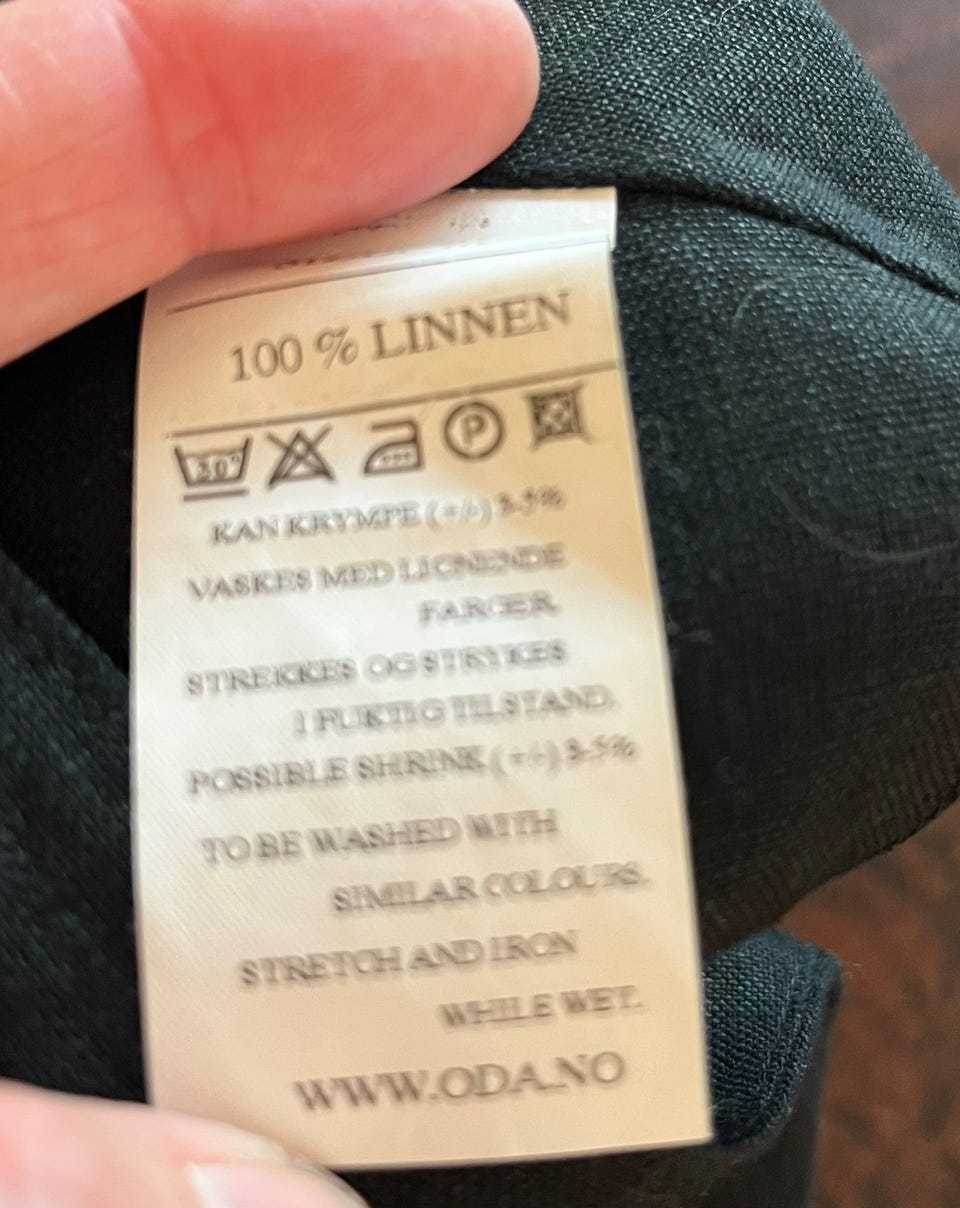 100 % LINNEN
30°
P
KAN KRYMPE (+/-) 3-5%
VASKES MED LIGNENDE
FARGER.
STREKKES OG STRYKES
I FUKTIG TILSTAND.
POSSIBLE SHRINK (+/-) 3-5%
TO BE WASHED WITH
SIMILAR COLOURS.
STRETCH AND IRON
WHILE WET.
WWW.ODA.NO